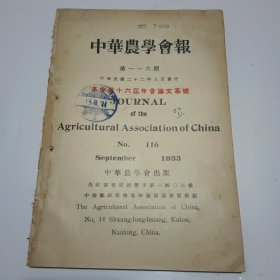 中華農學會報
第一一六期
中華民國二十二年九月發行
本會第十六屆年會論文專號
JOURNAL
of the
Agricultural Association of China
No. 116
September 1933
中華農學會出版
The Agricultural Association of China,
No, 14 Shuang-lung-hsiang, Kulou,
Nanking, China.